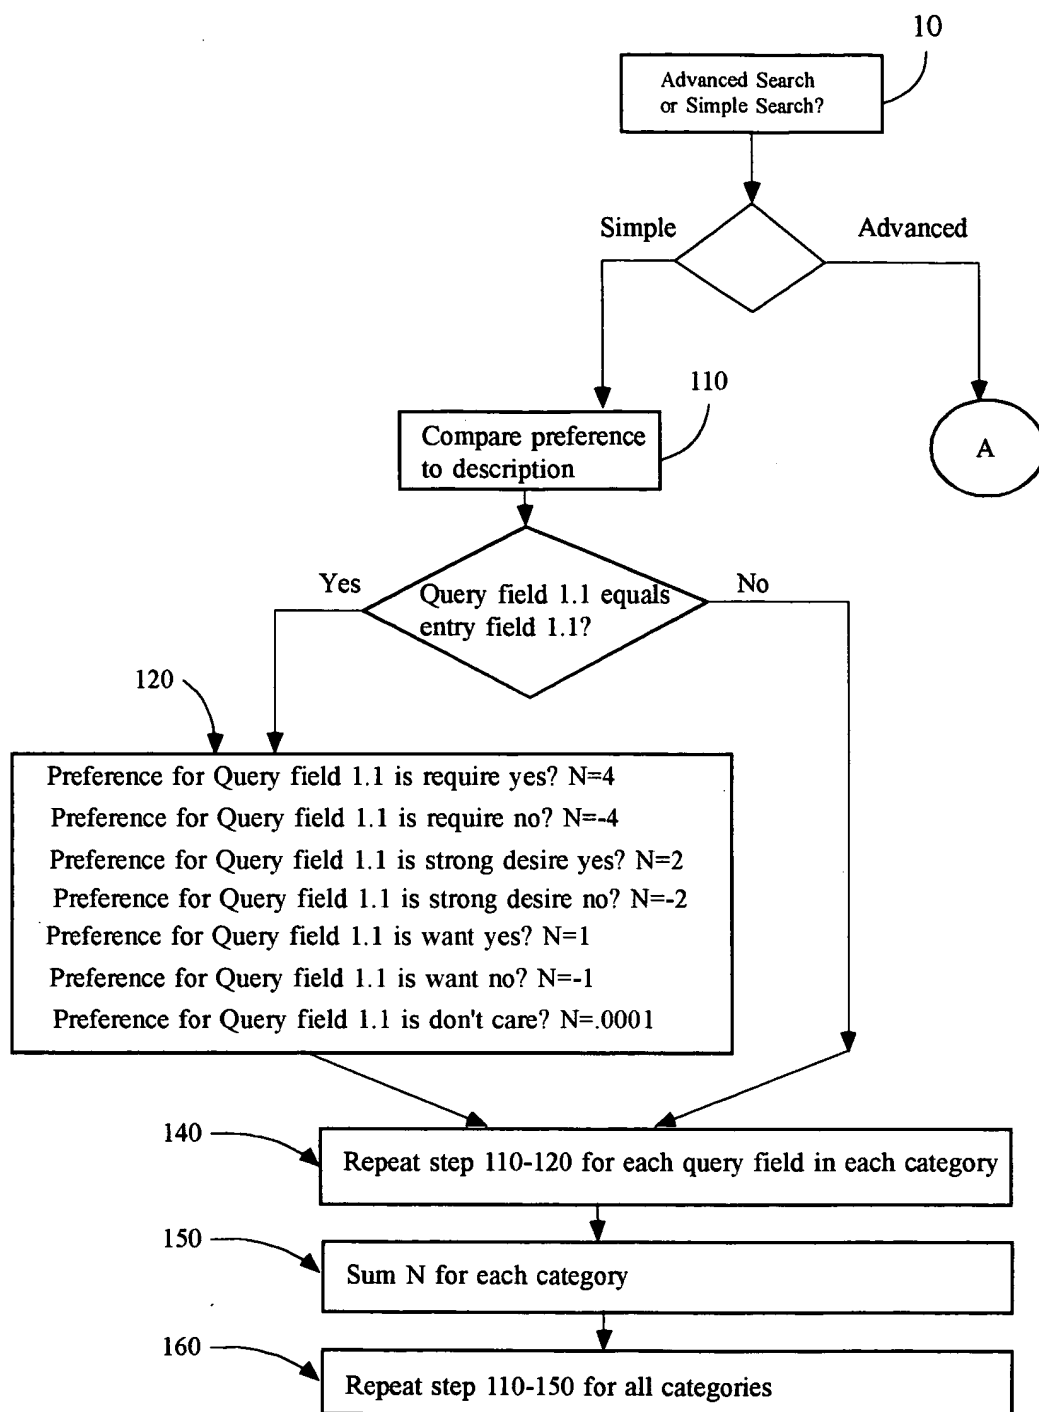 10
Advanced Search
or Simple Search?
Simple
Advanced
110
Compare preference
to description
A
Yes
No
Query field 1.1 equals
entry field 1.1?
120
Preference for Query field 1.1 is require yes? N=4
Preference for Query field 1.1 is require no? N=-4
Preference for Query field 1.1 is strong desire yes? N=2
Preference for Query field 1.1 is strong desire no? N=-2
Preference for Query field 1.1 is want yes? N=1
Preference for Query field 1.1 is want no? N=-1
Preference for Query field 1.1 is don't care? N=.0001
140
Repeat step 110-120 for each query field in each category
150
Sum N for each category
160
Repeat step 110-150 for all categories